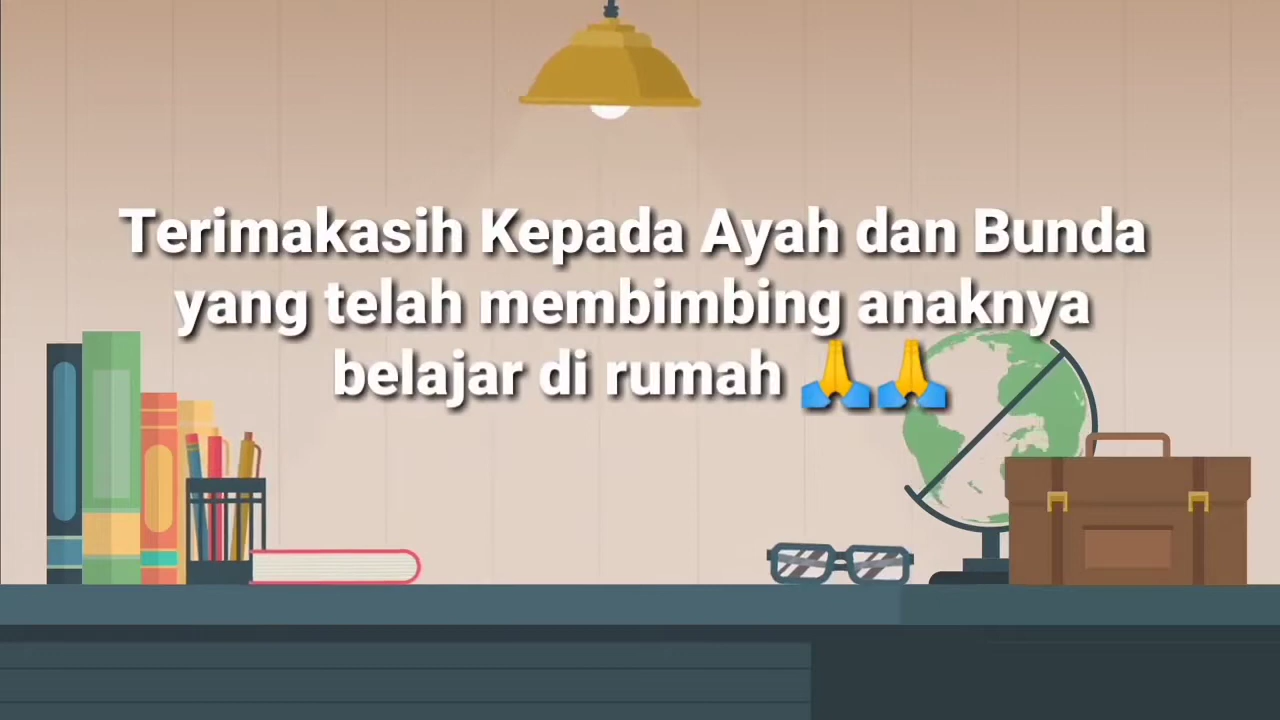 Terimakasih Kepada Ayah dan Bunda
yang telah membimbing anaknya
belajar di rumah 🙏🙏